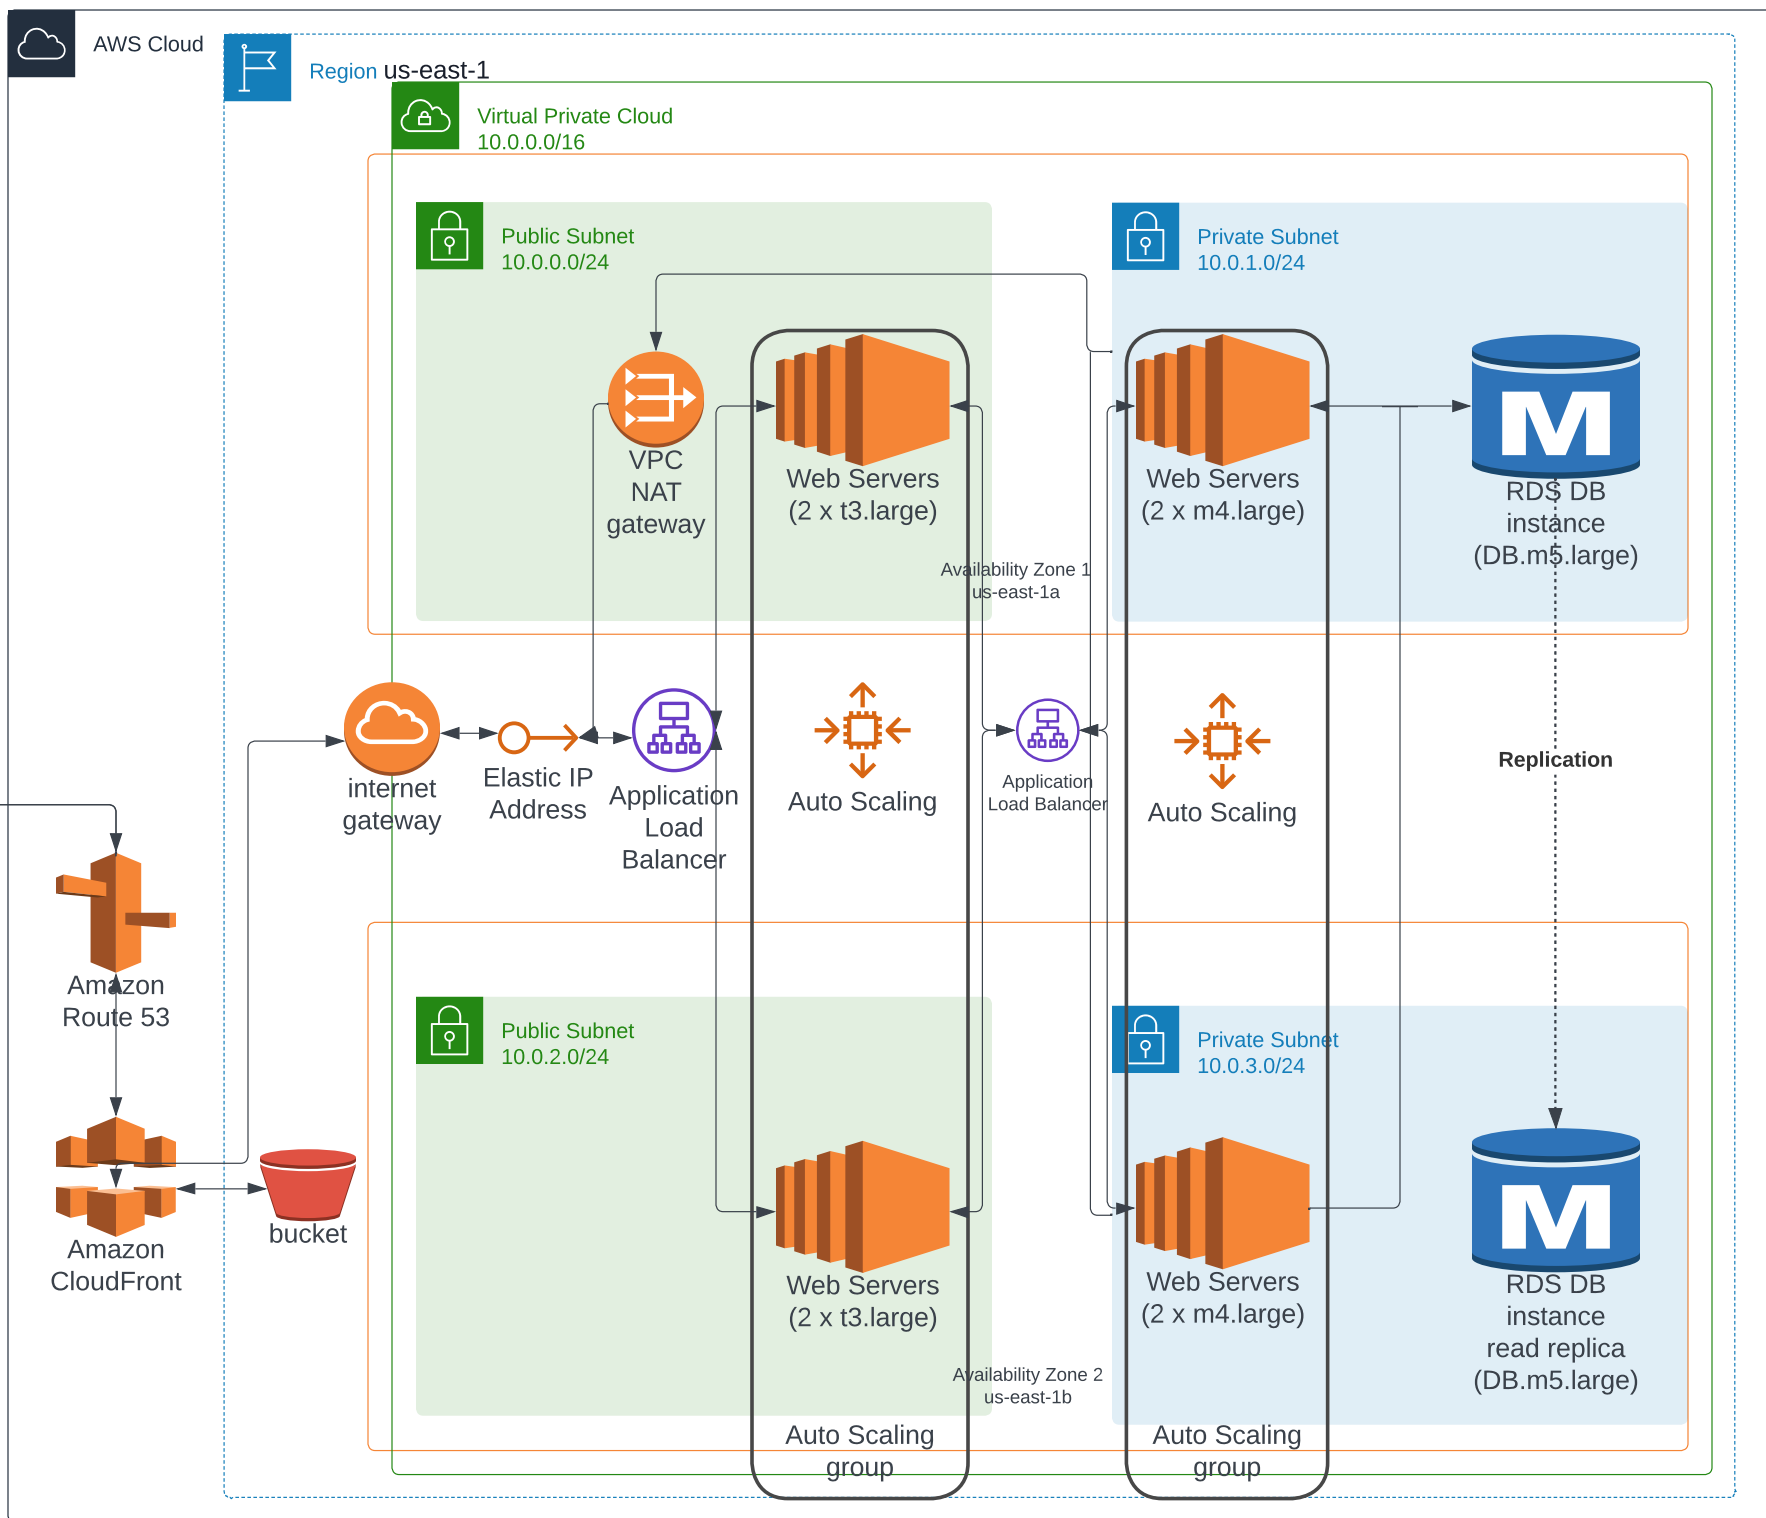 AWS Cloud
Region us-east-1
Virtual Private Cloud
10.0.0.0/16
Public Subnet
10.0.0.0/24
Private Subnet
10.0.1.0/24
VPC
NAT
gateway
Web Servers
(2 x t3.large)
Web Servers
(2 x m4.large)
RDS DB
instance
(DB.m5.large)
Availability Zone 1
us-east-1a
internet
gateway
Elastic IP
Address
Application
Load
Balancer
Auto Scaling
Application
Load Balancer
Auto Scaling
Replication
Amazon
Route 53
Public Subnet
10.0.2.0/24
Private Subnet
10.0.3.0/24
Amazon
CloudFront
bucket
Web Servers
(2 x t3.large)
Web Servers
(2 x m4.large)
RDS DB
instance
read replica
(DB.m5.large)
Availability Zone 2
us-east-1b
Auto Scaling
group
Auto Scaling
group